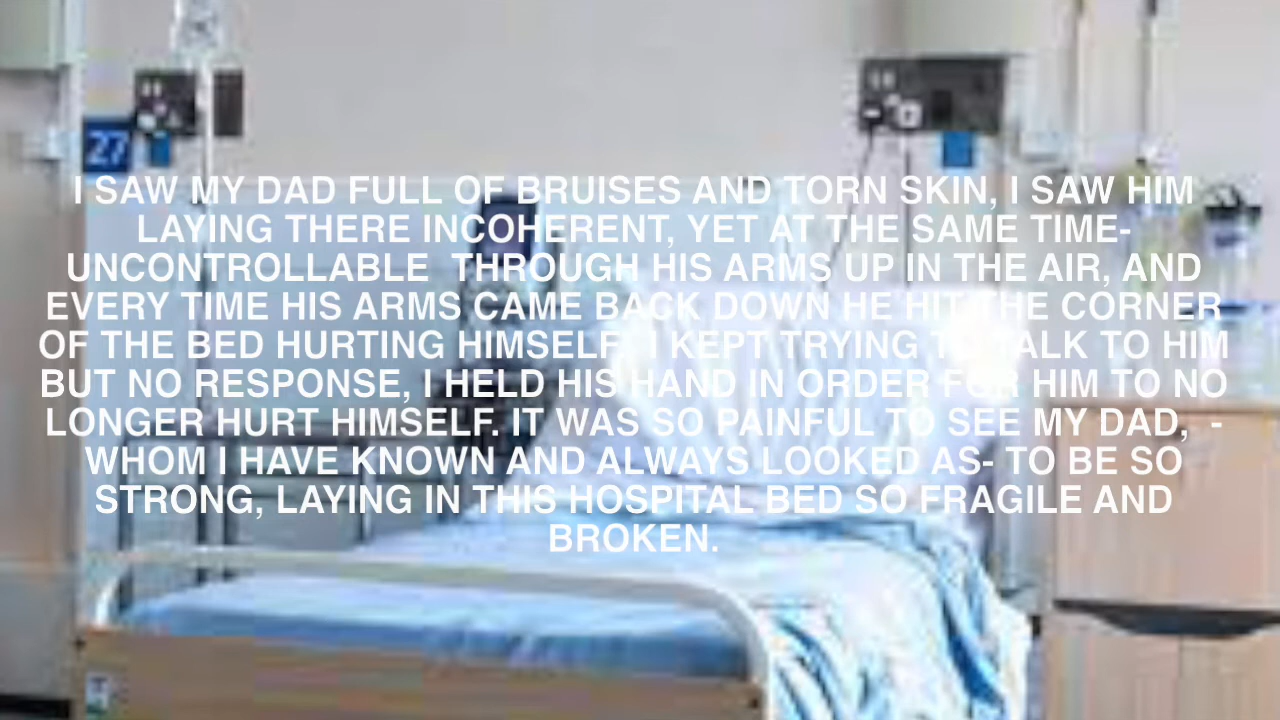 27
I SAW MY DAD FULL OF BRUISES AND TORN SKIN, I SAW HIM
LAYING THERE INCOHERENT, YET AT THE SAME TIME-
UNCONTROLLABLE  THROUGH HIS ARMS UP IN THE AIR, AND
EVERY TIME HIS ARMS CAME BACK DOWN HE HIT THE CORNER
OF THE BED HURTING HIMSELF. I KEPT TRYING TO TALK TO HIM
BUT NO RESPONSE, I HELD HIS HAND IN ORDER FOR HIM TO NO
LONGER HURT HIMSELF. IT WAS SO PAINFUL TO SEE MY DAD,  -
WHOM I HAVE KNOWN AND ALWAYS LOOKED AS- TO BE SO
STRONG, LAYING IN THIS HOSPITAL BED SO FRAGILE AND
BROKEN.